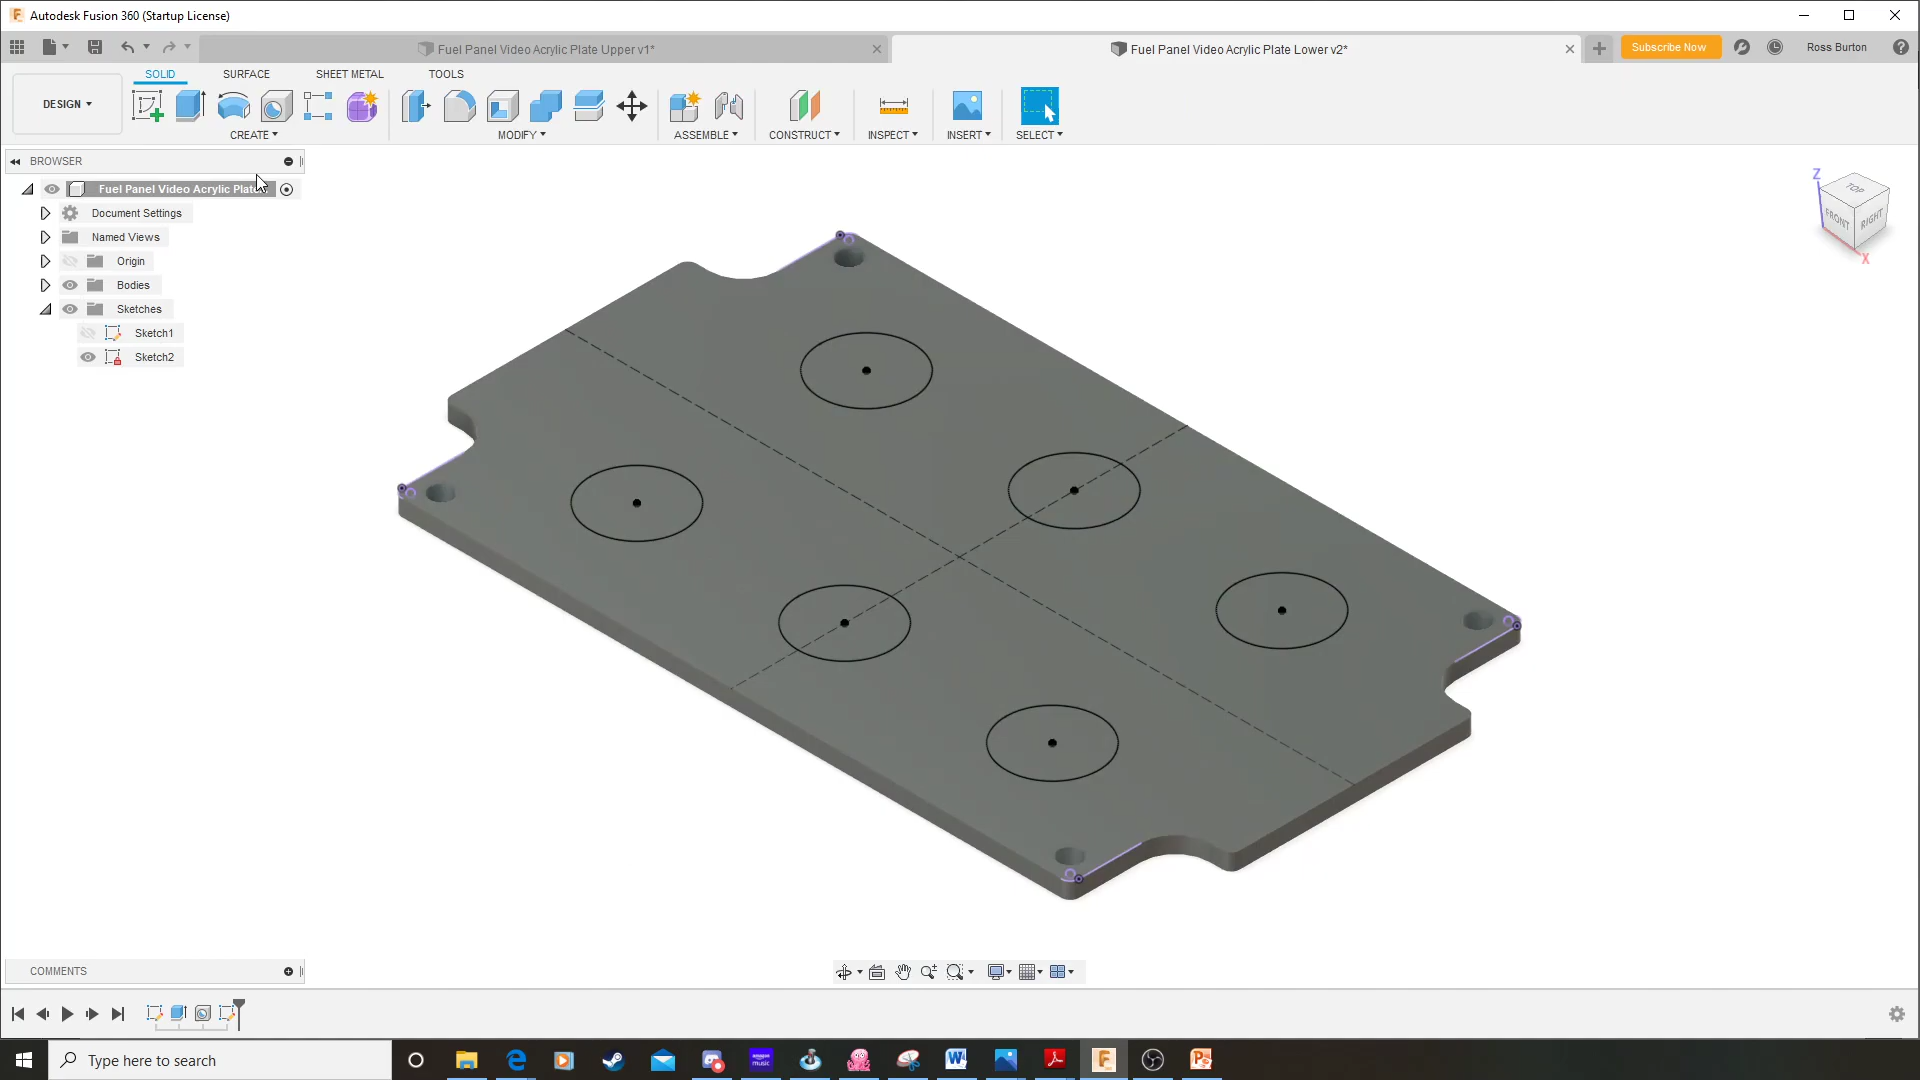 Autodesk Fusion 360 (Startup License)
Fuel Panel Video Acrylic Plate Upper v1*
Fuel Panel Video Acrylic Plate Lower v2*
Subscribe Now
Ross Burton
SOLID
SURFACE
SHEET METAL
TOOLS
DESIGN
CREATE
MODIFY
ASSEMBLE
CONSTRUCT
INSPECT
INSERT
SELECT
BROWSER
Fuel Panel Video Acrylic Plate
Document Settings
Named Views
Origin
Bodies
Sketches
Sketch1
Sketch2
Z
TOP
FRONT
RIGHT
X
COMMENTS
Type here to search
amazon music